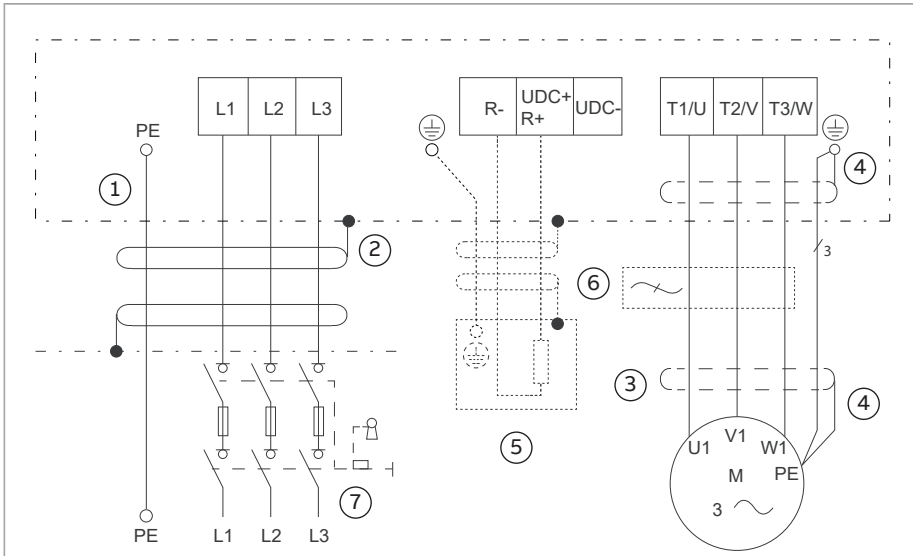 L1 L2 L3
R- UDC+ R+ UDC-
T1/U T2/V T3/W
PE
1
2
4
3
6
3
4
5
7
U1 V1 W1
M PE
3
PE L1 L2 L3